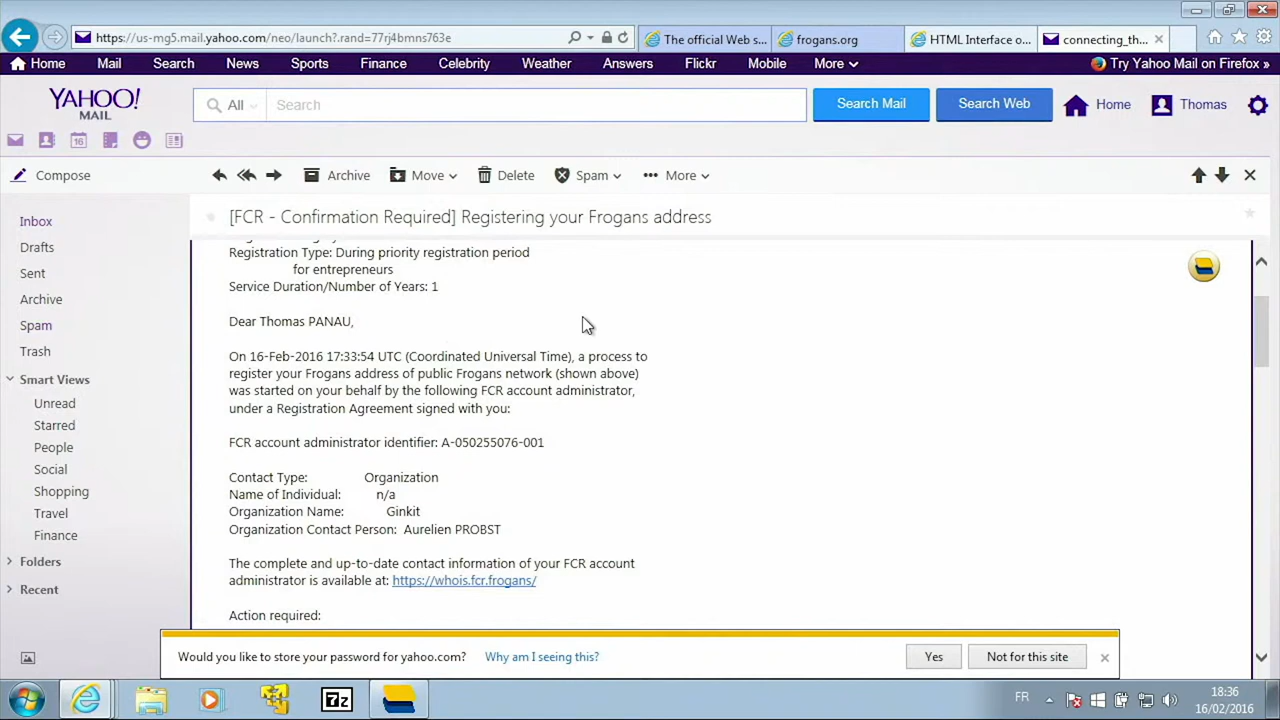 https://us-mg5.mail.yahoo.com/neo/launch?.rand=77rj4bmns763e
The official Web s...
frogans.org
HTML Interface o...
connecting_th...
Home Mail Search News Sports Finance Celebrity Weather Answers Flickr Mobile More
Try Yahoo Mail on Firefox »
YAHOO!
MAIL
All
Search
Search Mail
Search Web
Home
Thomas
16
Compose
Archive
Move
Delete
Spam
More
[FCR - Confirmation Required] Registering your Frogans address
Inbox
Drafts
Sent
Archive
Spam
Trash
Smart Views
Unread
Starred
People
Social
Shopping
Travel
Finance
Folders
Recent
Registration Type: During priority registration period
for entrepreneurs
Service Duration/Number of Years: 1
Dear Thomas PANAU,
On 16-Feb-2016 17:33:54 UTC (Coordinated Universal Time), a process to
register your Frogans address of public Frogans network (shown above)
was started on your behalf by the following FCR account administrator,
under a Registration Agreement signed with you:
FCR account administrator identifier: A-050255076-001
Contact Type: Organization
Name of Individual: n/a
Organization Name: Ginkit
Organization Contact Person: Aurelien PROBST
The complete and up-to-date contact information of your FCR account
administrator is available at: https://whois.fcr.frogans/
Action required:
Would you like to store your password for yahoo.com?
Why am I seeing this?
Yes
Not for this site
7z
FR
18:36
16/02/2016